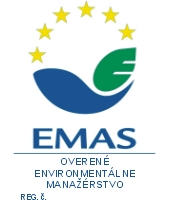 EMAS
OVERENÉ
ENVIRONMENTÁLNE
MANAŽÉRSTVO
REG. č.